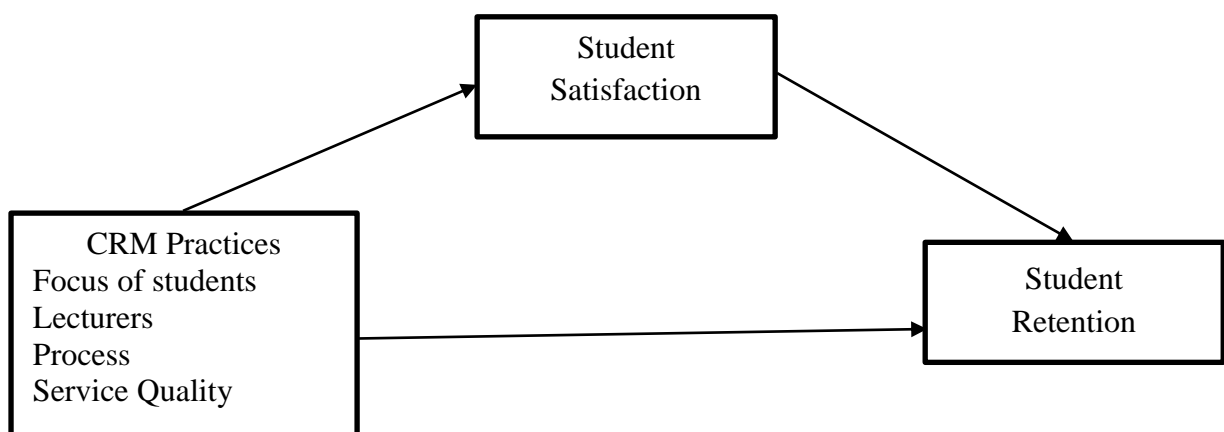 Student
Satisfaction
CRM Practices
Focus of students
Lecturers
Process
Service Quality
Student
Retention